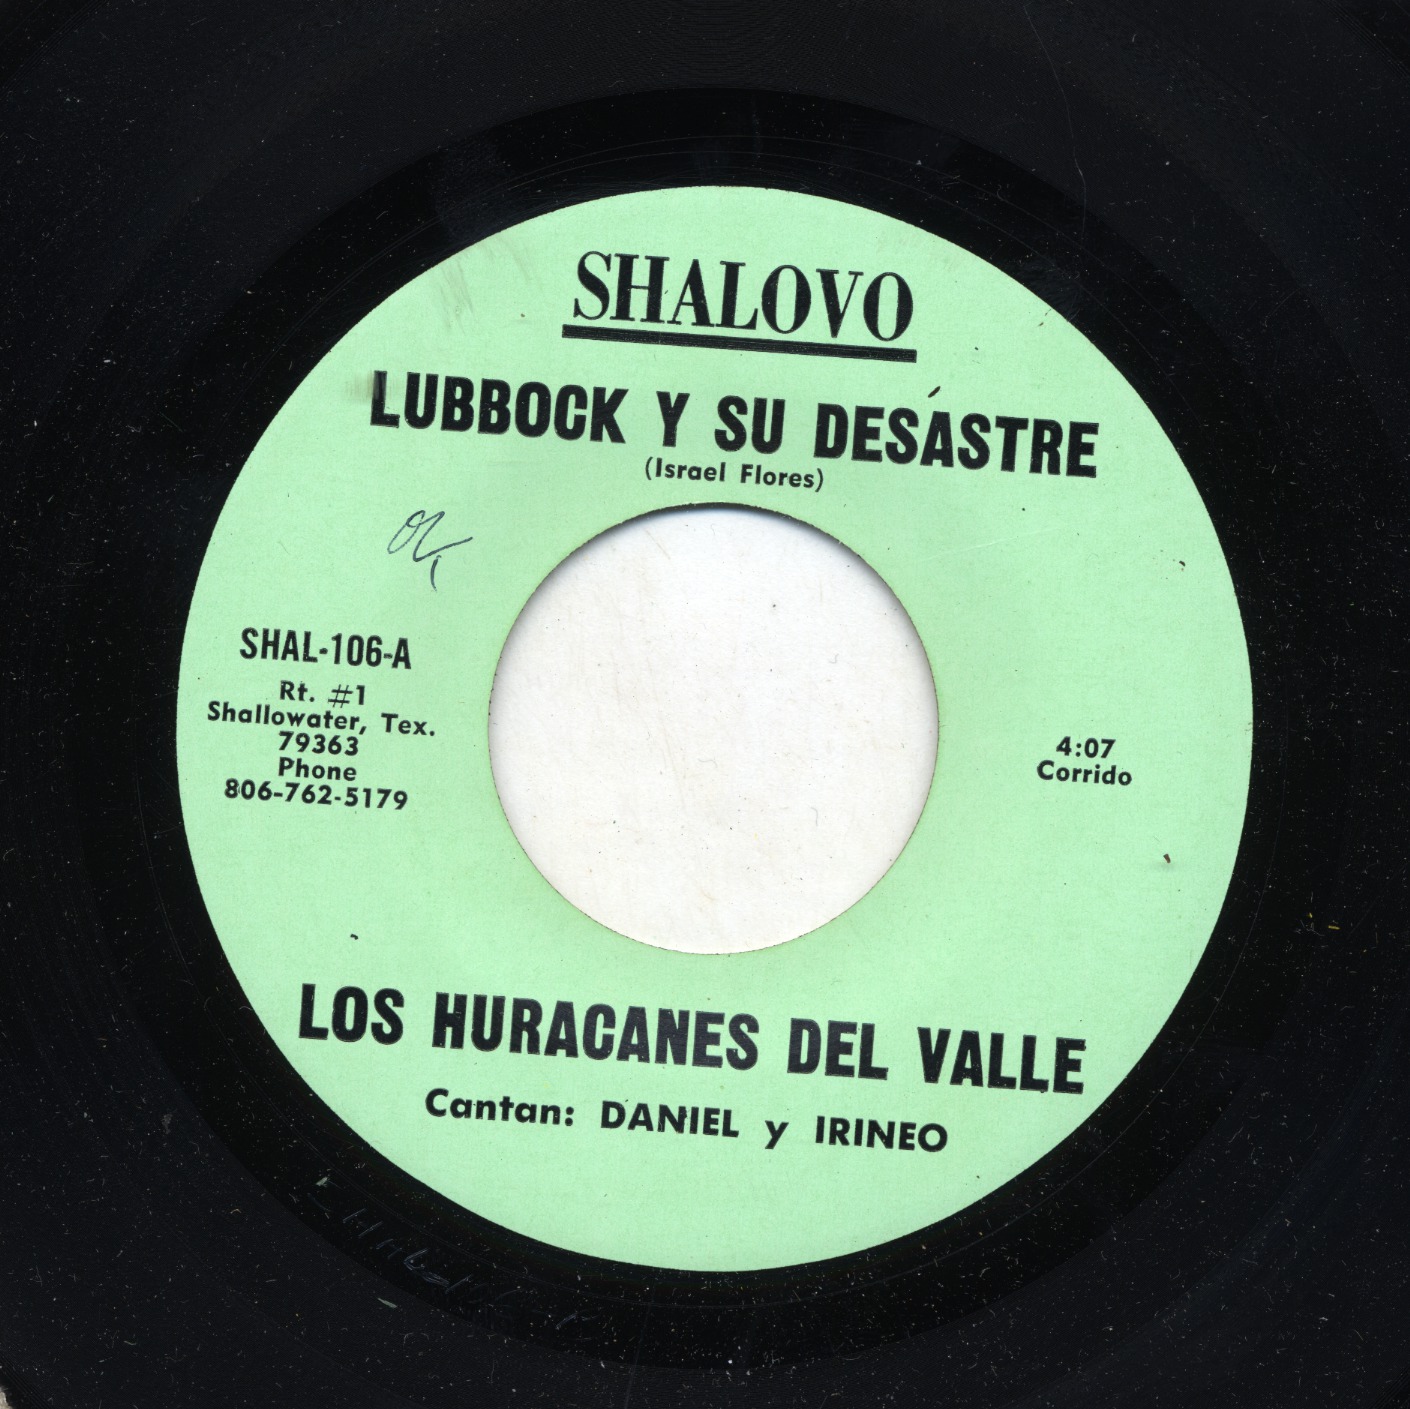 SHALOVO
LUBBOCK Y SU DESÁSTRE
(Israel Flores)
SHAL-106-A
Rt. #1
Shallowater, Tex.
79363
Phone
806-762-5179
4:07
Corrido
LOS HURACANES DEL VALLE
Cantan: DANIEL y IRINEO